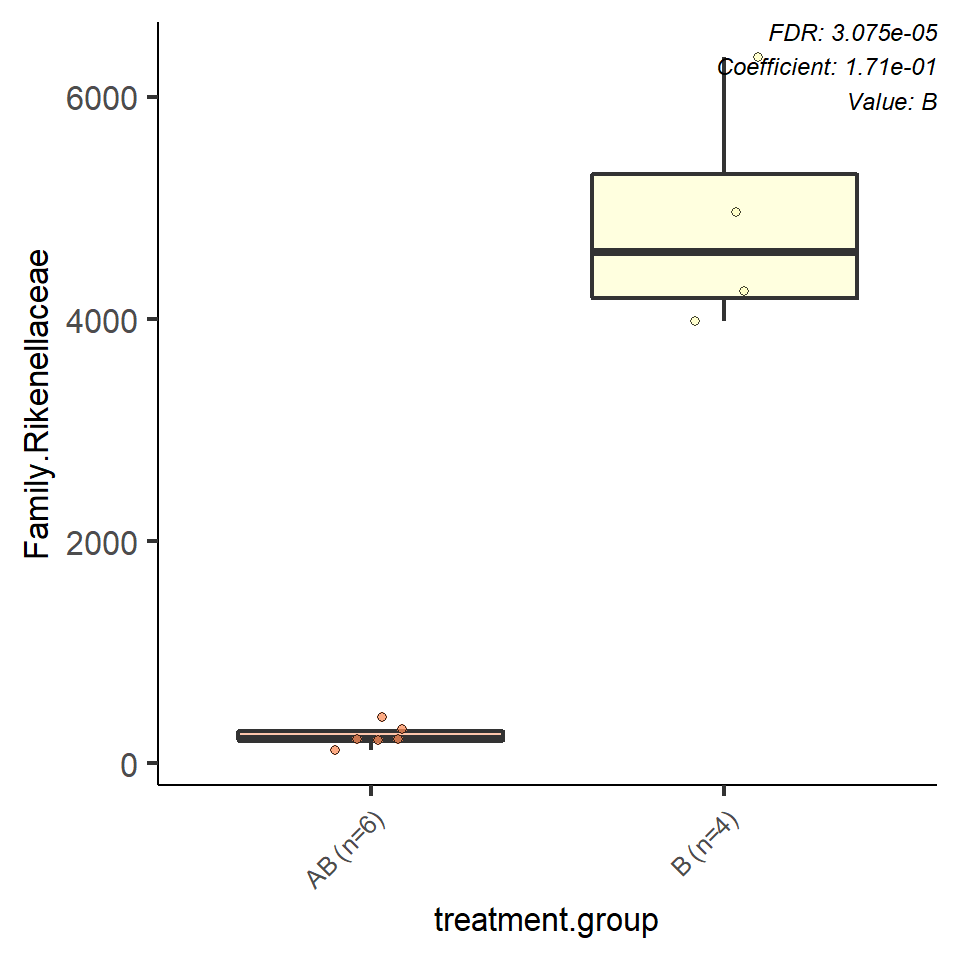 FDR: 3.075e-05
Coefficient: 1.71e-01
Value: B
6000
4000
2000
0
Family.Rikenellaceae
AB (n=6)
B (n=4)
treatment.group